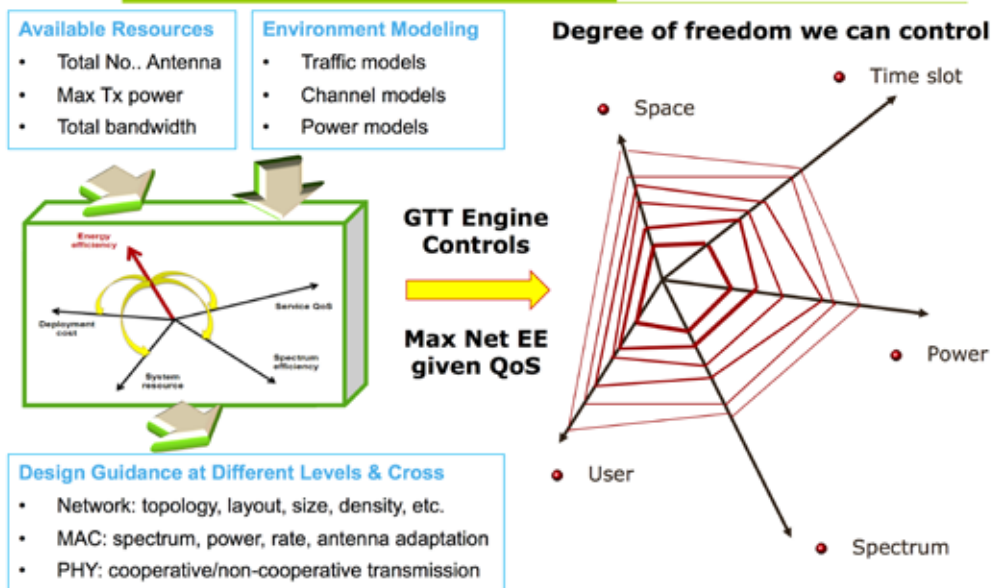 Available Resources
• Total No.. Antenna
• Max Tx power
• Total bandwidth
Environment Modeling
• Traffic models
• Channel models
• Power models
Energy
efficiency
Service QoS
Deployment
cost
Spectrum
efficiency
System
resource
GTT Engine
Controls
Max Net EE
given QoS
Degree of freedom we can control
Time slot
Space
Power
User
Spectrum
Design Guidance at Different Levels & Cross
• Network: topology, layout, size, density, etc.
• MAC: spectrum, power, rate, antenna adaptation
• PHY: cooperative/non-cooperative transmission